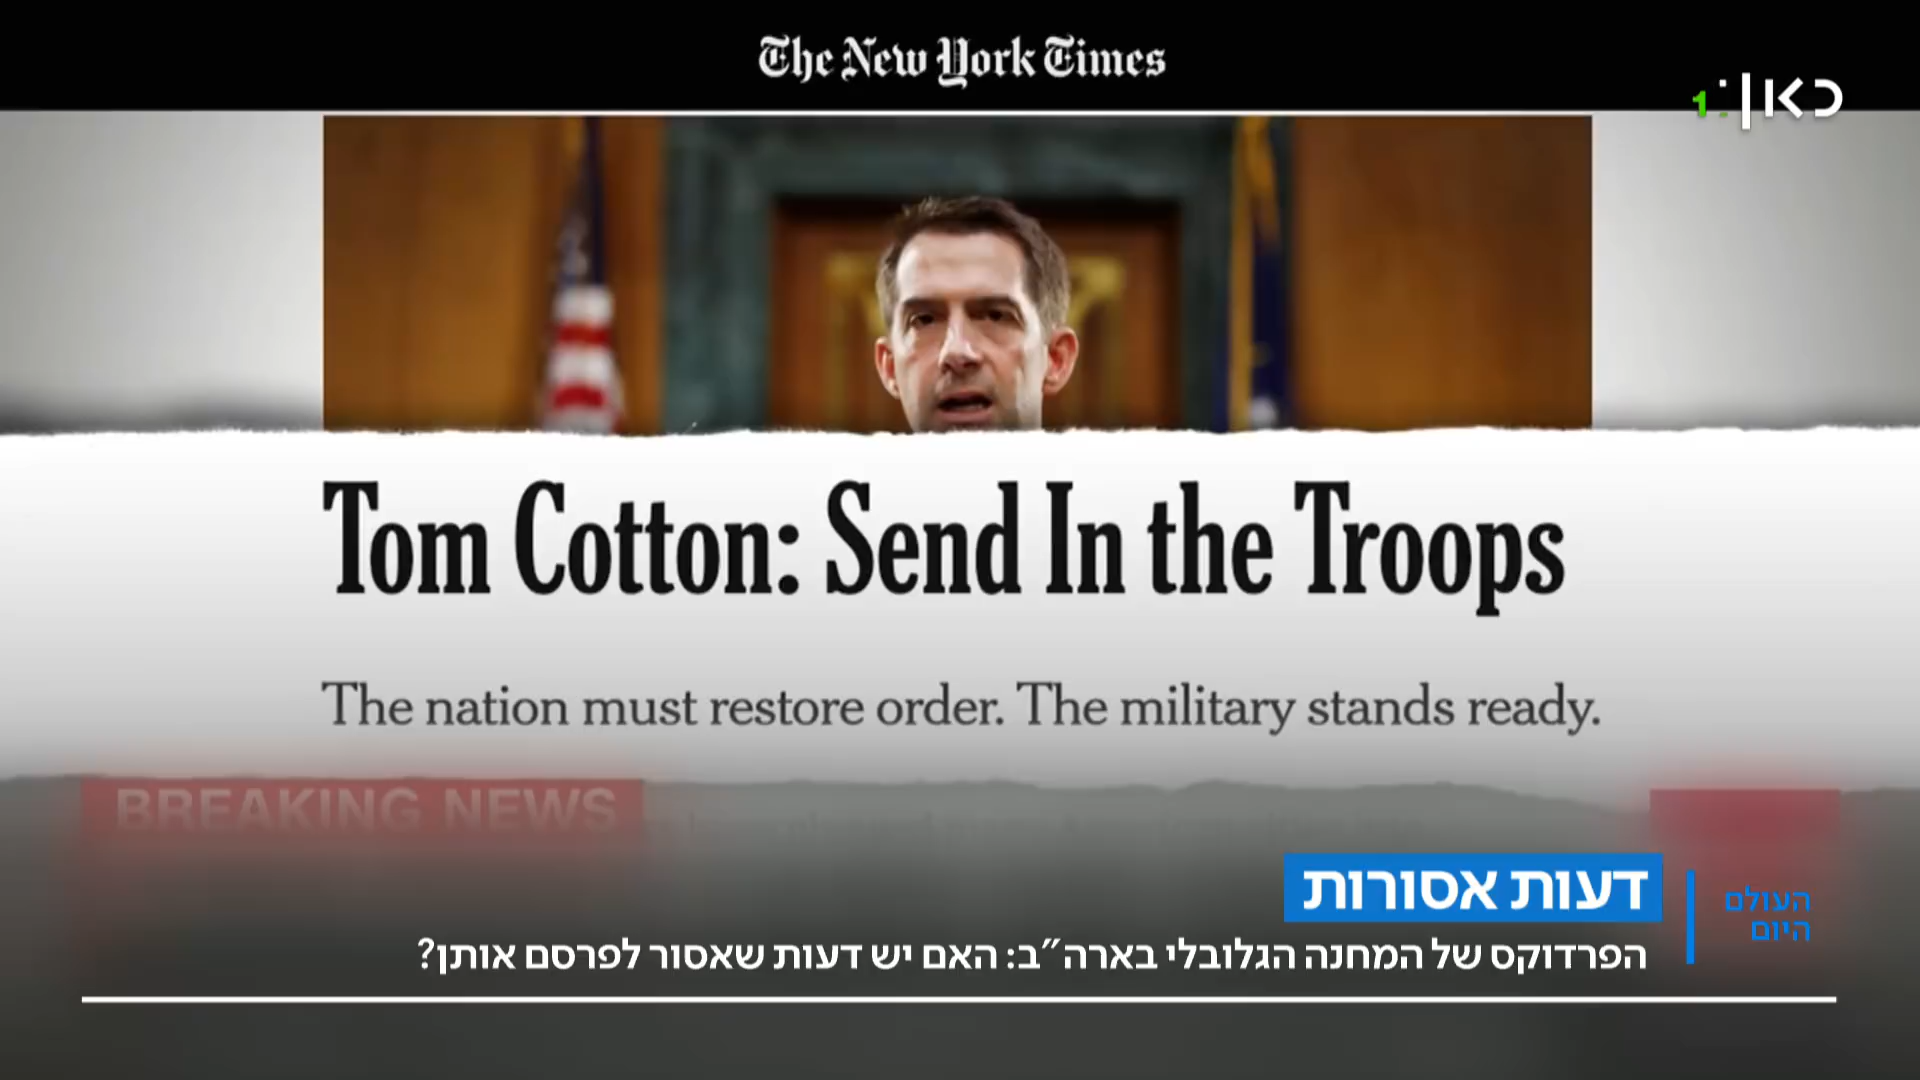 The New York Times
כאן 11
Tom Cotton: Send In the Troops
The nation must restore order. The military stands ready.
BREAKING NEWS
דעות אסורות
העולם
היום
הפרדוקס של המחנה הגלובלי בארה״ב: האם יש דעות שאסור לפרסם אותן?